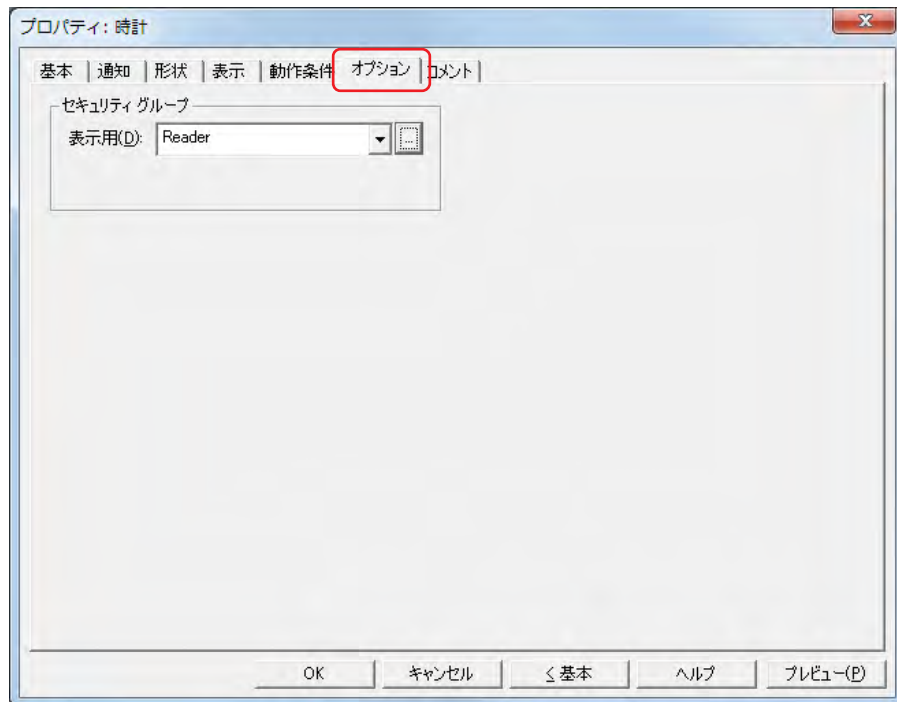 プロパティ: 時計
基本 通知 形状 表示 動作条件 オプション コメント
セキュリティ グループ
表示用(D): Reader ...
OK キャンセル < 基本 ヘルプ プレビュー(P)